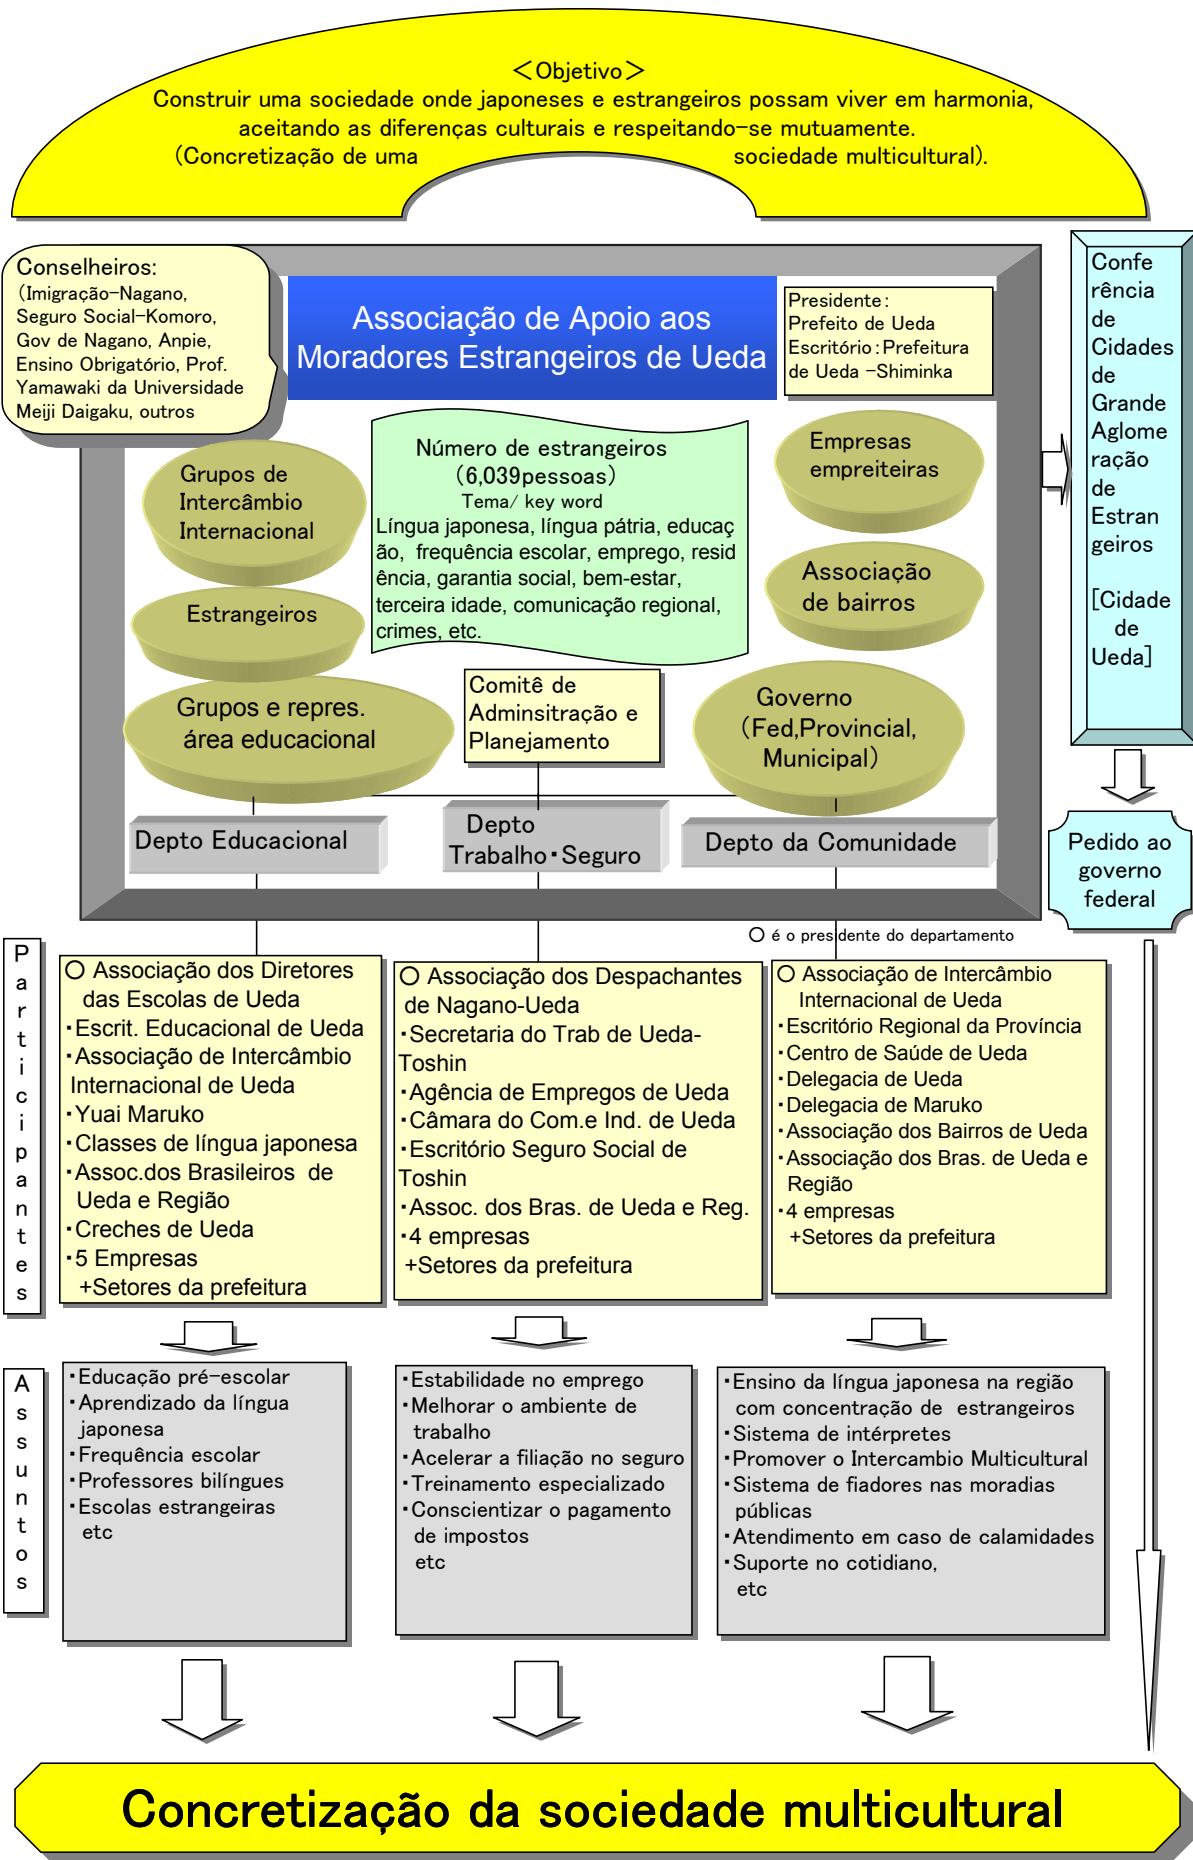 ＜Objetivo＞
Construir uma sociedade onde japoneses e estrangeiros possam viver em harmonia,
aceitando as diferenças culturais e respeitando-se mutuamente.
(Concretização de uma sociedade multicultural).
Conselheiros:
(Imigração-Nagano,
Seguro Social-Komoro,
Gov de Nagano, Anpie,
Ensino Obrigatório, Prof.
Yamawaki da Universidade
Meiji Daigaku, outros
Associação de Apoio aos
Moradores Estrangeiros de Ueda
Presidente:
Prefeito de Ueda
Escritório:Prefeitura
de Ueda -Shiminka
Confe
rência
de
Cidades
de
Grande
Aglome
ração
de
Estran
geiros
[Cidade
de
Ueda]
Grupos de
Intercâmbio
Internacional
Estrangeiros
Grupos e repres.
área educacional
Número de estrangeiros
(6,039pessoas)
Tema/ key word
Língua japonesa, língua pátria, educaç
ão, frequência escolar, emprego, resid
ência, garantia social, bem-estar,
terceira idade, comunicação regional,
crimes, etc.
Empresas
empreiteiras
Associação
de bairros
Governo
(Fed,Provincial,
Municipal)
Comitê de
Adminsitração e
Planejamento
Depto Educacional
Depto
Trabalho・Seguro
Depto da Comunidade
Pedido ao
governo
federal
○ é o presidente do departamento
Participantes
○ Associação dos Diretores
das Escolas de Ueda
・Escrit. Educacional de Ueda
・Associação de Intercâmbio
Internacional de Ueda
・Yuai Maruko
・Classes de língua japonesa
・Assoc.dos Brasileiros de
Ueda e Região
・Creches de Ueda
・5 Empresas
+Setores da prefeitura
○ Associação dos Despachantes
de Nagano-Ueda
・Secretaria do Trab de Ueda-
Toshin
・Agência de Empregos de Ueda
・Câmara do Com.e Ind. de Ueda
・Escritório Seguro Social de
Toshin
・Assoc. dos Bras. de Ueda e Reg.
・4 empresas
+Setores da prefeitura
○ Associação de Intercâmbio
Internacional de Ueda
・Escritório Regional da Província
・Centro de Saúde de Ueda
・Delegacia de Ueda
・Delegacia de Maruko
・Associação dos Bairros de Ueda
・Associação dos Bras. de Ueda e
Região
・4 empresas
+Setores da prefeitura
Assuntos
・Educação pré-escolar
・Aprendizado da língua
japonesa
・Frequência escolar
・Professores bilíngues
・Escolas estrangeiras
etc
・Estabilidade no emprego
・Melhorar o ambiente de
trabalho
・Acelerar a filiação no seguro
・Treinamento especializado
・Conscientizar o pagamento
de impostos
etc
・Ensino da língua japonesa na região
com concentração de estrangeiros
・Sistema de intérpretes
・Promover o Intercambio Multicultural
・Sistema de fiadores nas moradias
públicas
・Atendimento em caso de calamidades
・Suporte no cotidiano,
etc
Concretização da sociedade multicultural